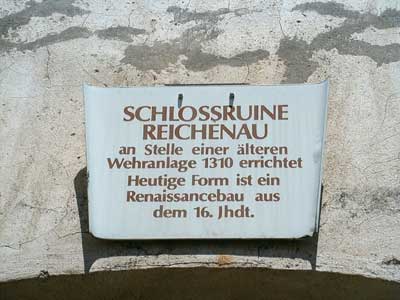 SCHLOSSRUINE
REICHENAU
an Stelle einer älteren
Wehranlage 1310 errichtet
Heutige Form ist ein
Renaissancebau aus
dem 16. Jhdt.